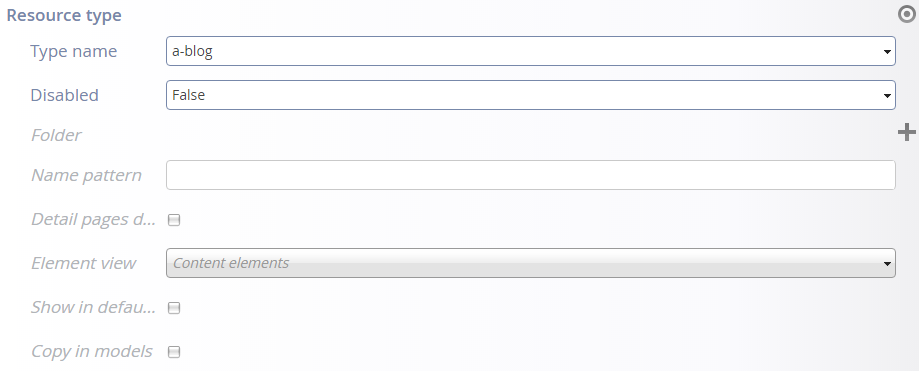 Resource type
Type name
a-blog
Disabled
False
Folder
Name pattern
Detail pages d...
Element view
Content elements
Show in defau...
Copy in models